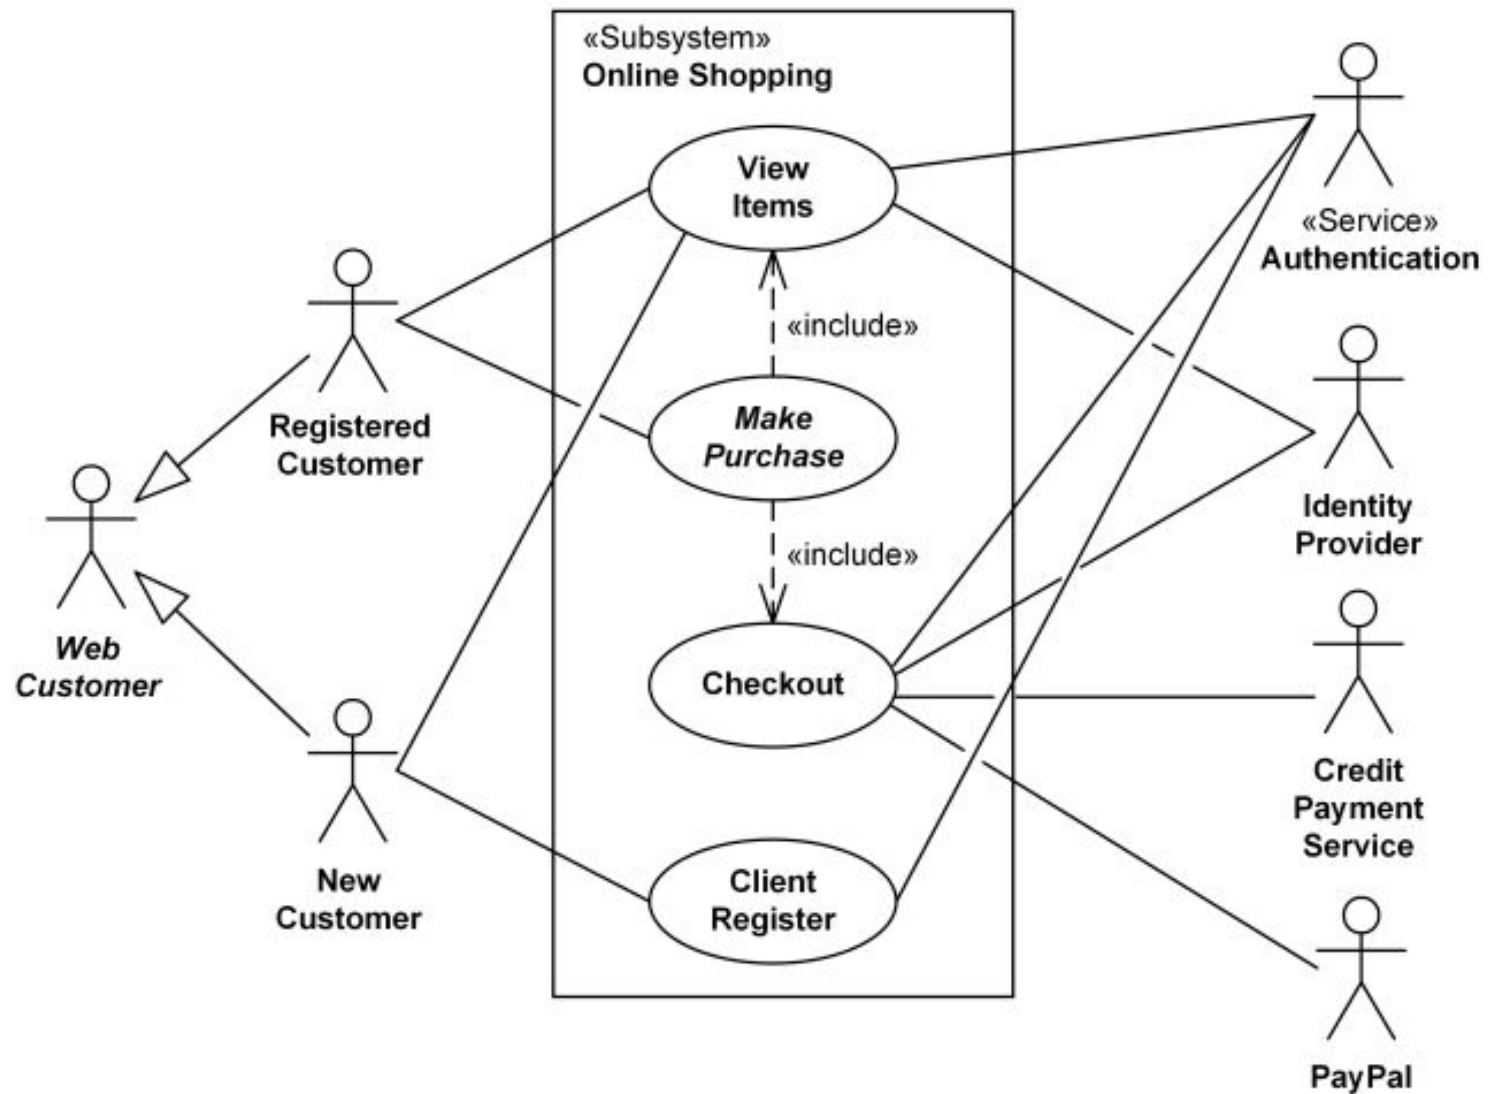 «Subsystem»
Online Shopping
View
Items
«include»
Make
Purchase
«include»
Checkout
Client
Register
Registered
Customer
Web
Customer
New
Customer
«Service»
Authentication
Identity
Provider
Credit
Payment
Service
PayPal